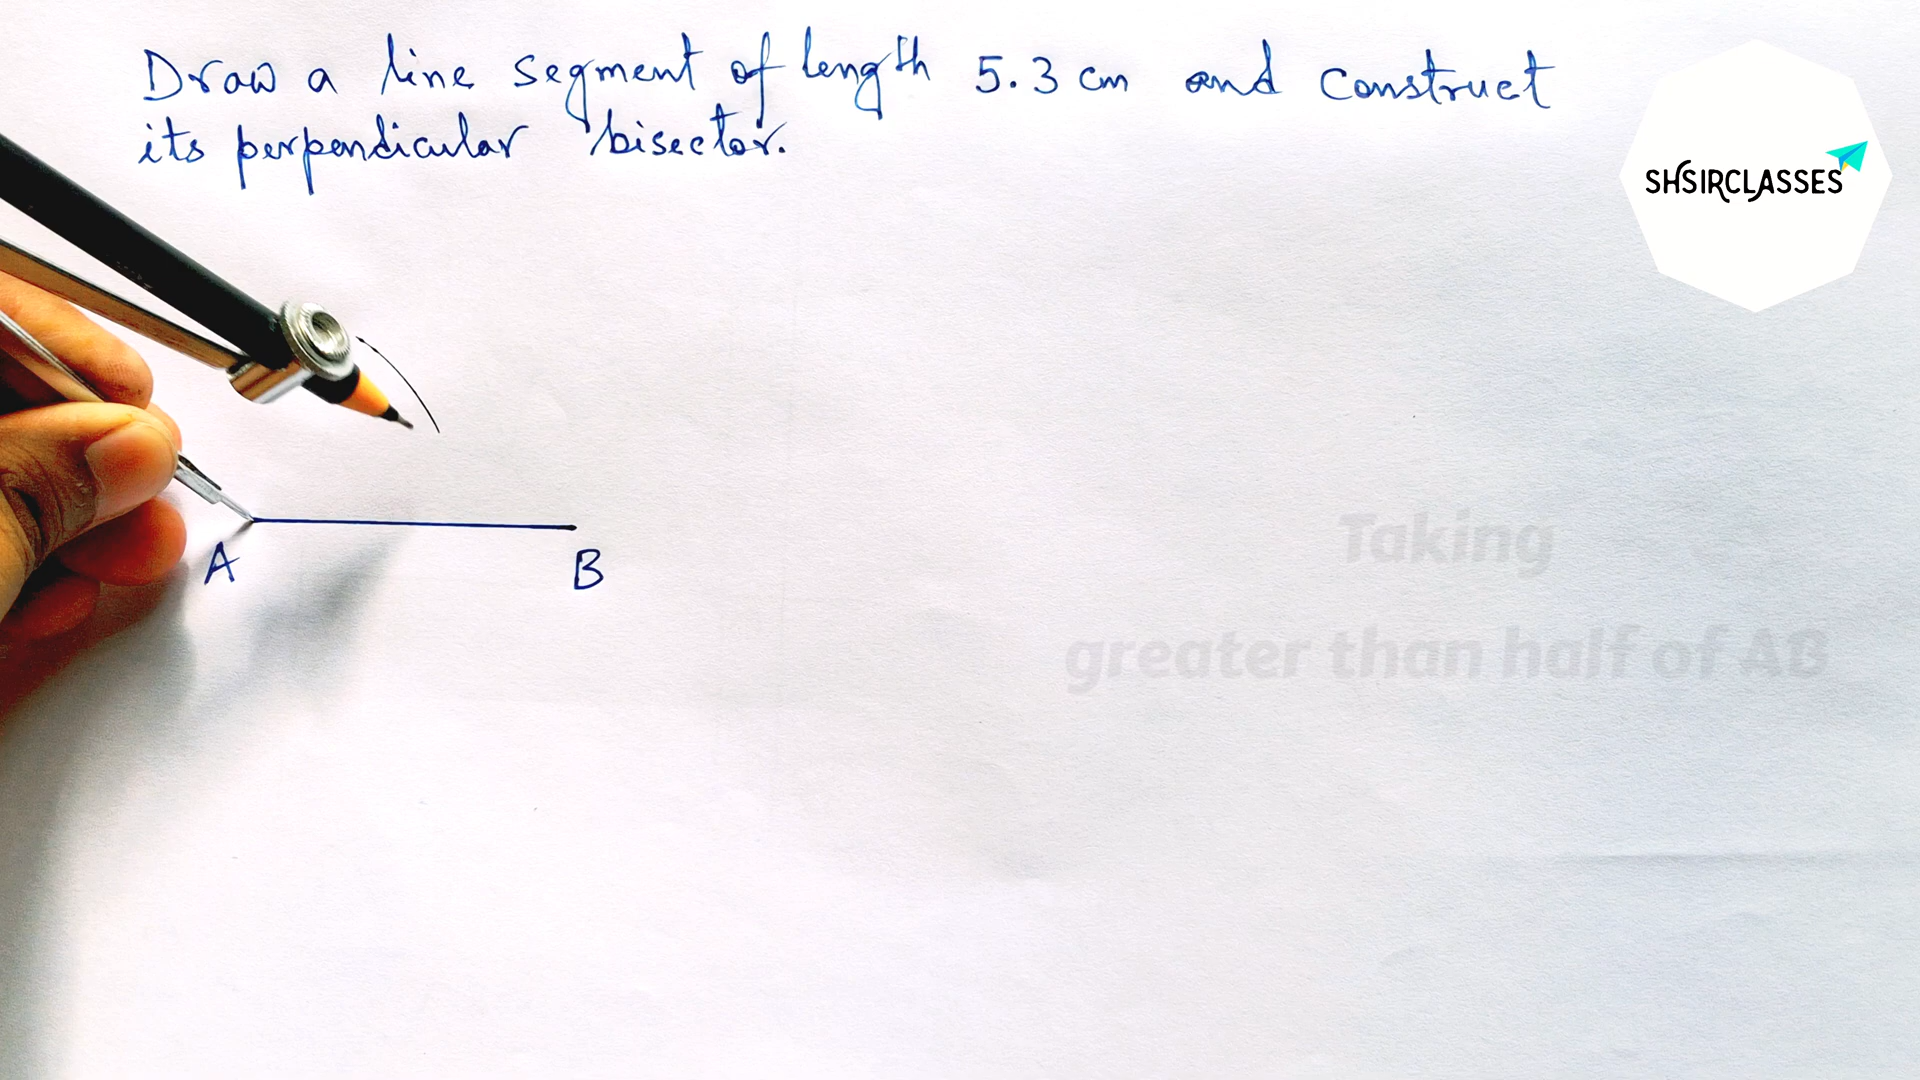 Draw a line segment of length 5.3 cm and construct
its perpendicular bisector.
SHSIRCLASSES
Taking
greater than half of AB
A
B